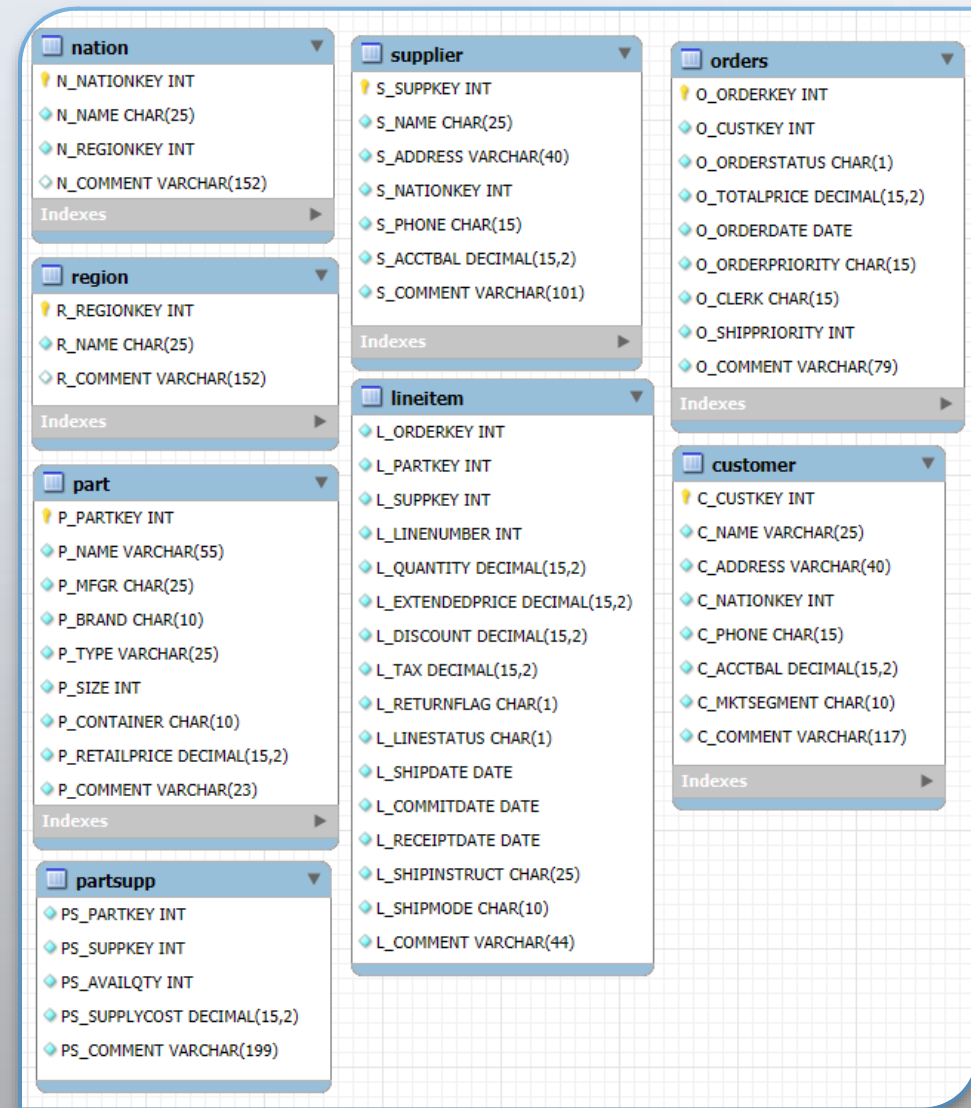 nation
N_NATIONKEY INT
N_NAME CHAR(25)
N_REGIONKEY INT
N_COMMENT VARCHAR(152)
Indexes
region
R_REGIONKEY INT
R_NAME CHAR(25)
R_COMMENT VARCHAR(152)
Indexes
part
P_PARTKEY INT
P_NAME VARCHAR(55)
P_MFGR CHAR(25)
P_BRAND CHAR(10)
P_TYPE VARCHAR(25)
P_SIZE INT
P_CONTAINER CHAR(10)
P_RETAILPRICE DECIMAL(15,2)
P_COMMENT VARCHAR(23)
Indexes
partsupp
PS_PARTKEY INT
PS_SUPPKEY INT
PS_AVAILQTY INT
PS_SUPPLYCOST DECIMAL(15,2)
PS_COMMENT VARCHAR(199)
supplier
S_SUPPKEY INT
S_NAME CHAR(25)
S_ADDRESS VARCHAR(40)
S_NATIONKEY INT
S_PHONE CHAR(15)
S_ACCTBAL DECIMAL(15,2)
S_COMMENT VARCHAR(101)
Indexes
lineitem
L_ORDERKEY INT
L_PARTKEY INT
L_SUPPKEY INT
L_LINENUMBER INT
L_QUANTITY DECIMAL(15,2)
L_EXTENDEDPRICE DECIMAL(15,2)
L_DISCOUNT DECIMAL(15,2)
L_TAX DECIMAL(15,2)
L_RETURNFLAG CHAR(1)
L_LINESTATUS CHAR(1)
L_SHIPDATE DATE
L_COMMITDATE DATE
L_RECEIPTDATE DATE
L_SHIPINSTRUCT CHAR(25)
L_SHIPMODE CHAR(10)
L_COMMENT VARCHAR(44)
orders
O_ORDERKEY INT
O_CUSTKEY INT
O_ORDERSTATUS CHAR(1)
O_TOTALPRICE DECIMAL(15,2)
O_ORDERDATE DATE
O_ORDERPRIORITY CHAR(15)
O_CLERK CHAR(15)
O_SHIPPRIORITY INT
O_COMMENT VARCHAR(79)
Indexes
customer
C_CUSTKEY INT
C_NAME VARCHAR(25)
C_ADDRESS VARCHAR(40)
C_NATIONKEY INT
C_PHONE CHAR(15)
C_ACCTBAL DECIMAL(15,2)
C_MKTSEGMENT CHAR(10)
C_COMMENT VARCHAR(117)
Indexes